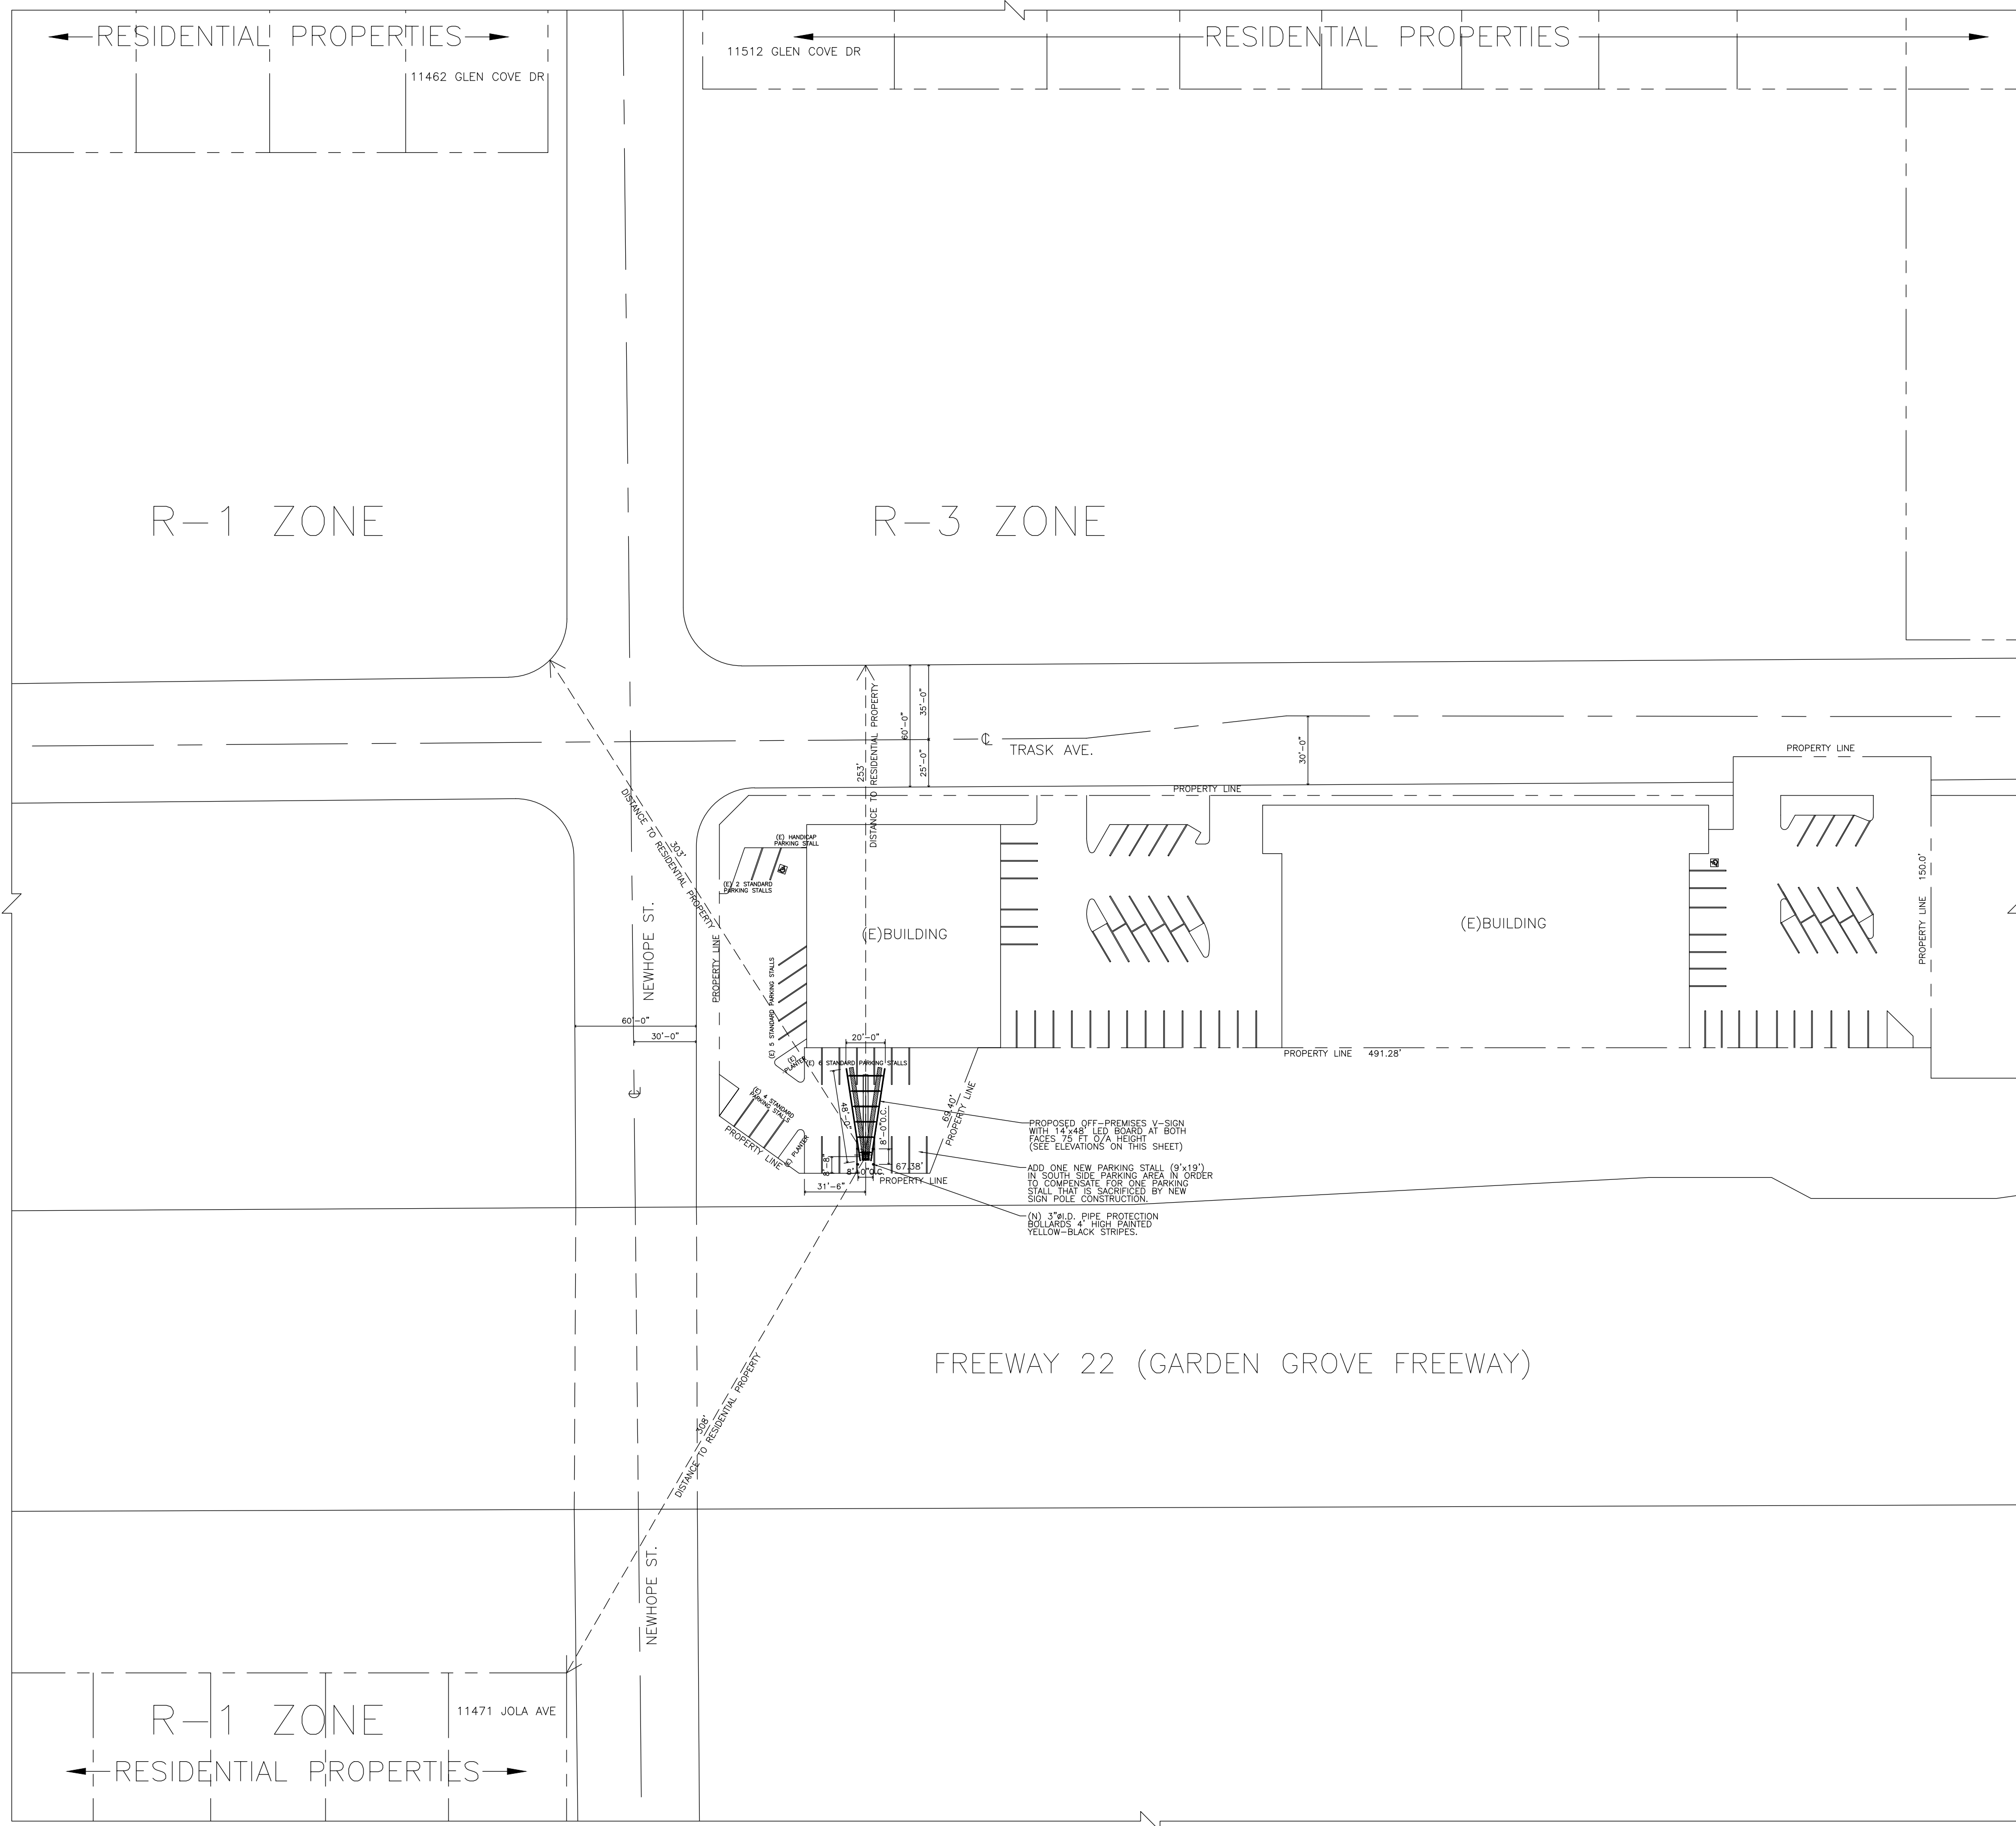 RESIDENTIAL PROPERTIES
RESIDENTIAL PROPERTIES
11462 GLEN COVE DR
11512 GLEN COVE DR
R-1 ZONE
R-3 ZONE
DISTANCE TO RESIDENTIAL PROPERTY
303'
253'
DISTANCE TO RESIDENTIAL PROPERTY
60'-0"
35'-0"
25'-0"
℄
TRASK AVE.
30'-0"
PROPERTY LINE
PROPERTY LINE
PROPERTY LINE 150.0'
(E) HANDICAP
PARKING STALL
(E) 2 STANDARD
PARKING STALLS
NEWHOPE ST.
PROPERTY LINE
(E) 5 STANDARD PARKING STALLS
(E)BUILDING
(E)BUILDING
60'-0"
30'-0"
℄
20'-0"
(E)
PLANTER
(E) 6 STANDARD PARKING STALLS
PROPERTY LINE 491.28'
(E) 4 STANDARD
PARKING STALLS
PROPERTY LINE
(E) PLANTER
48'-0"
8'-0"O.C.
69.40'
PROPERTY LINE
8'-8"
8'-0"O.C.
67.38'
PROPERTY LINE
31'-6"
PROPOSED OFF-PREMISES V-SIGN
WITH 14'x48' LED BOARD AT BOTH
FACES 75 FT O/A HEIGHT
(SEE ELEVATIONS ON THIS SHEET)
ADD ONE NEW PARKING STALL (9'x19')
IN SOUTH SIDE PARKING AREA IN ORDER
TO COMPENSATE FOR ONE PARKING
STALL THAT IS SACRIFICED BY NEW
SIGN POLE CONSTRUCTION.
(N) 3"øI.D. PIPE PROTECTION
BOLLARDS 4' HIGH PAINTED
YELLOW-BLACK STRIPES.
FREEWAY 22 (GARDEN GROVE FREEWAY)
308'
DISTANCE TO RESIDENTIAL PROPERTY
NEWHOPE ST.
R-1 ZONE
11471 JOLA AVE
RESIDENTIAL PROPERTIES